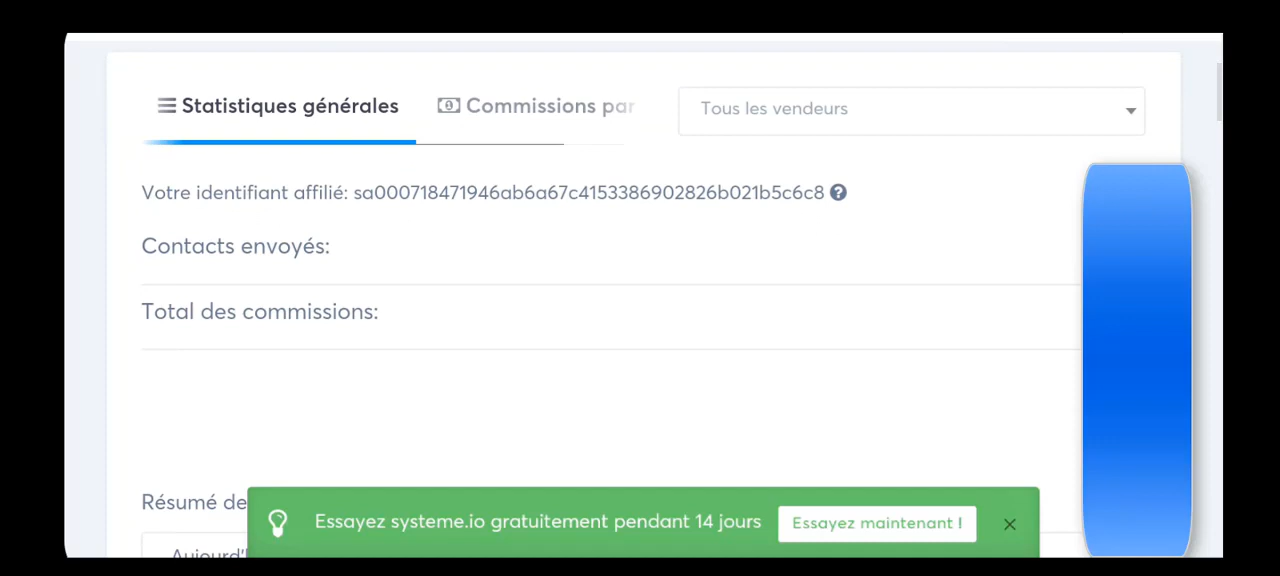 Statistiques générales
Commissions par
Tous les vendeurs
Votre identifiant affilié: sa000718471946ab6a67c4153386902826b021b5c6c8
Contacts envoyés:
Total des commissions:
Résumé de
Essayez systeme.io gratuitement pendant 14 jours
Essayez maintenant !
Aujourd'